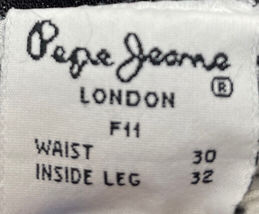 Pepe Jeans
®
LONDON
F11
WAIST 30
INSIDE LEG 32